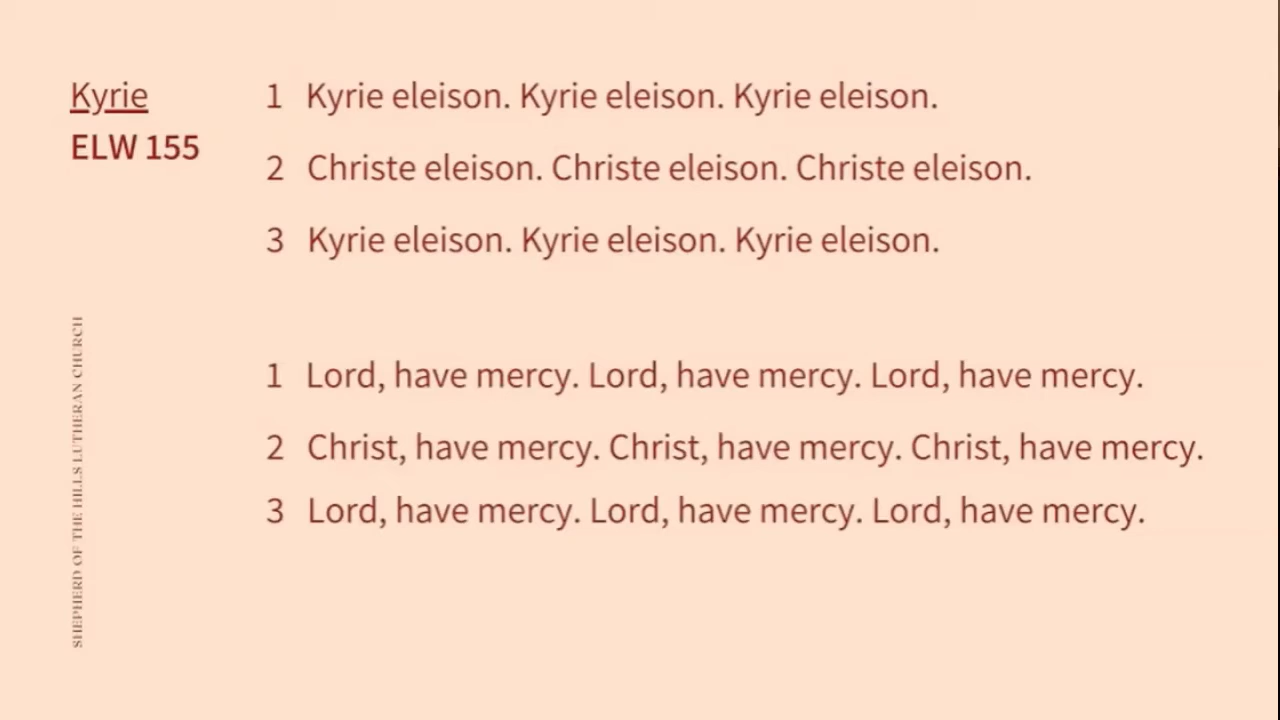 Kyrie
ELW 155
1 Kyrie eleison. Kyrie eleison. Kyrie eleison.
2 Christe eleison. Christe eleison. Christe eleison.
3 Kyrie eleison. Kyrie eleison. Kyrie eleison.
1 Lord, have mercy. Lord, have mercy. Lord, have mercy.
2 Christ, have mercy. Christ, have mercy. Christ, have mercy.
3 Lord, have mercy. Lord, have mercy. Lord, have mercy.
SHEPHERD OF THE HILLS LUTHERAN CHURCH